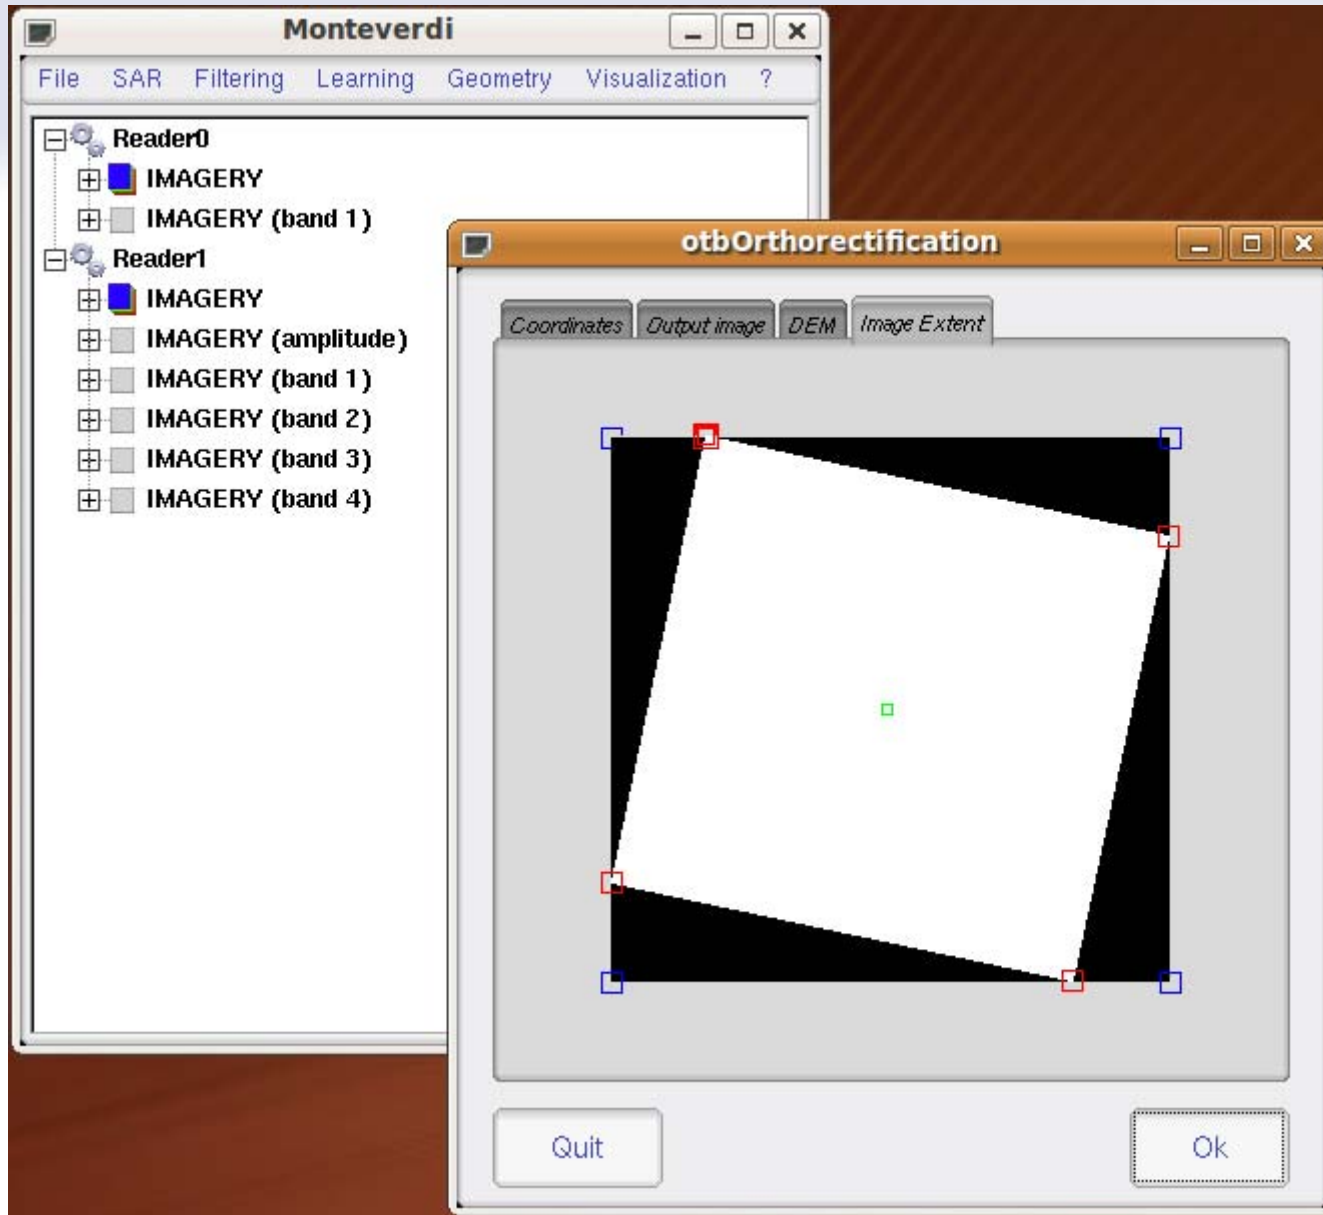 Monteverdi
File SAR Filtering Learning Geometry Visualization ?
Reader0
IMAGERY
IMAGERY (band 1)
Reader1
IMAGERY
IMAGERY (amplitude)
IMAGERY (band 1)
IMAGERY (band 2)
IMAGERY (band 3)
IMAGERY (band 4)
otbOrthorectification
Coordinates Output image DEM Image Extent
Quit Ok